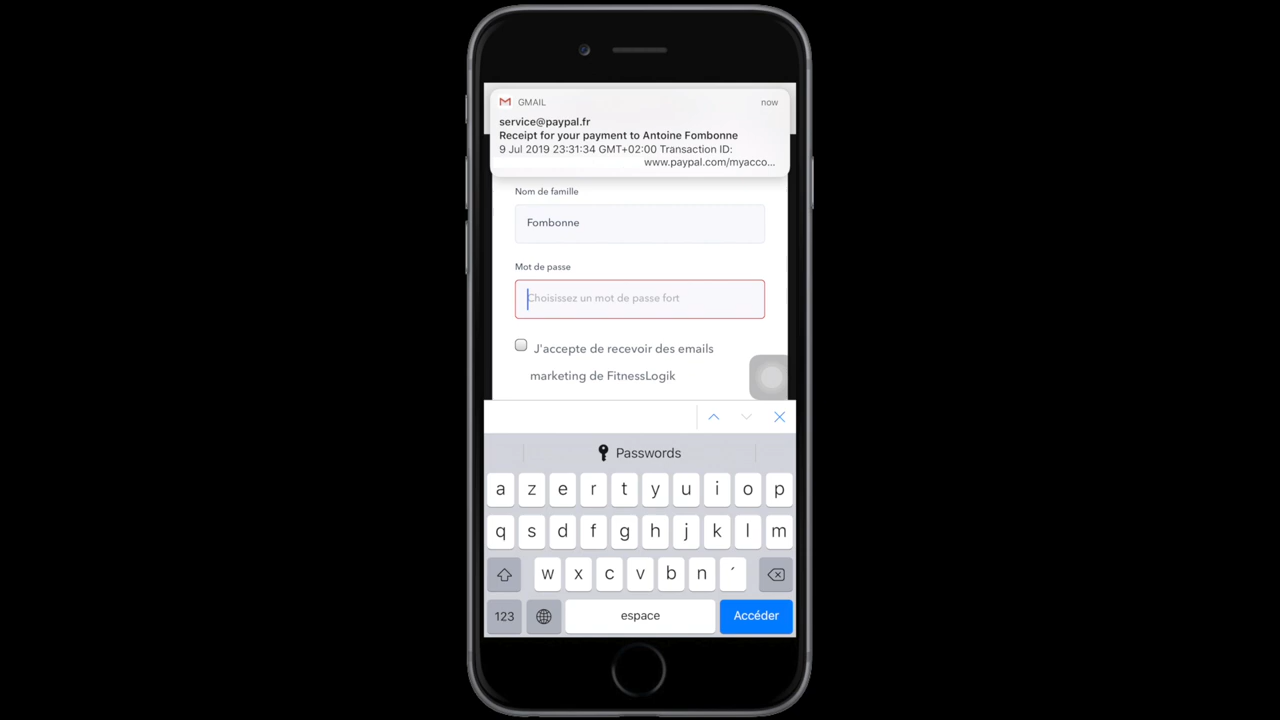 GMAIL now
service@paypal.fr
Receipt for your payment to Antoine Fombonne
9 Jul 2019 23:31:34 GMT+02:00 Transaction ID:
www.paypal.com/myacco...
Nom de famille
Fombonne
Mot de passe
Choisissez un mot de passe fort
J'accepte de recevoir des emails
marketing de FitnessLogik
Passwords
a z e r t y u i o p
q s d f g h j k l m
w x c v b n ´
123 espace Accéder